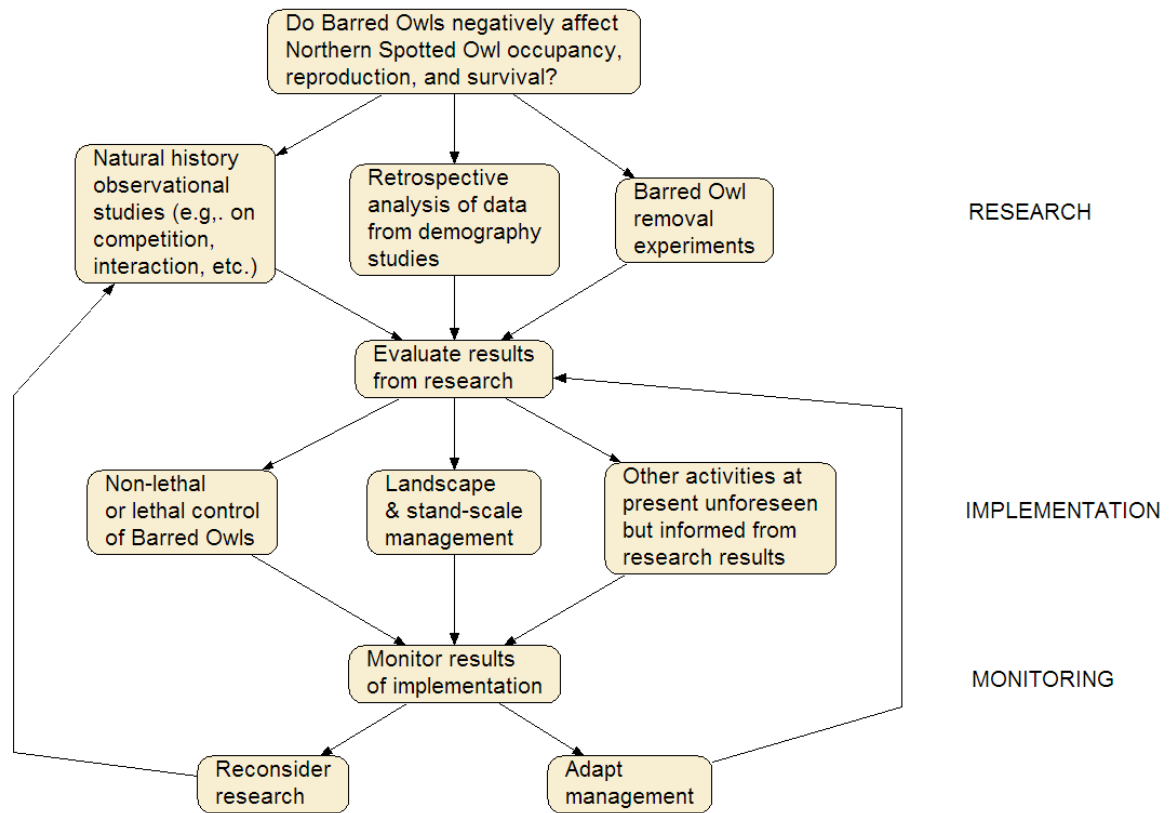 Do Barred Owls negatively affect
Northern Spotted Owl occupancy,
reproduction, and survival?
Natural history
observational
studies (e.g,. on
competition,
interaction, etc.)
Retrospective
analysis of data
from demography
studies
Barred Owl
removal
experiments
RESEARCH
Evaluate results
from research
Non-lethal
or lethal control
of Barred Owls
Landscape
& stand-scale
management
Other activities at
present unforeseen
but informed from
research results
IMPLEMENTATION
Monitor results
of implementation
MONITORING
Reconsider
research
Adapt
management